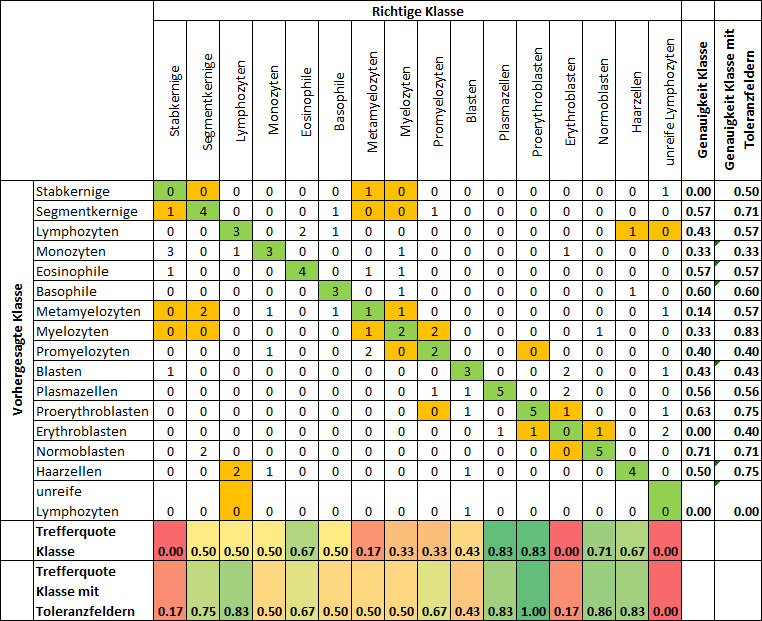 Richtige Klasse
Stabkernige Segmentkernige Lymphozyten Monozyten Eosinophile Basophile Metamyelozyten Myelozyten Promyelozyten Blasten Plasmazellen Proerythroblasten Erythroblasten Normoblasten Haarzellen unreife Lymphozyten Genauigkeit Klasse Genauigkeit Klasse mit Toleranzfeldern
Vorhergesagte Klasse
Stabkernige 0 0 0 0 0 0 1 0 0 0 0 0 0 0 0 1 0.00 0.50
Segmentkernige 1 4 0 0 0 1 0 0 1 0 0 0 0 0 0 0 0.57 0.71
Lymphozyten 0 0 3 0 2 1 0 0 0 0 0 0 0 0 1 0 0.43 0.57
Monozyten 3 0 1 3 0 0 0 1 0 0 0 0 1 0 0 0 0.33 0.33
Eosinophile 1 0 0 0 4 0 1 1 0 0 0 0 0 0 0 0 0.57 0.57
Basophile 0 0 0 0 0 3 0 1 0 0 0 0 0 0 1 0 0.60 0.60
Metamyelozyten 0 2 0 1 0 1 1 1 0 0 0 0 0 0 0 1 0.14 0.57
Myelozyten 0 0 0 0 0 0 1 2 2 0 0 0 0 1 0 0 0.33 0.83
Promyelozyten 0 0 0 1 0 0 2 0 2 0 0 0 0 0 0 0 0.40 0.40
Blasten 1 0 0 0 0 0 0 0 0 3 0 0 2 0 0 1 0.43 0.43
Plasmazellen 0 0 0 0 0 0 0 0 1 1 5 0 2 0 0 0 0.56 0.56
Proerythroblasten 0 0 0 0 0 0 0 0 0 1 0 5 1 0 0 1 0.63 0.75
Erythroblasten 0 0 0 0 0 0 0 0 0 0 1 1 0 1 0 2 0.00 0.40
Normoblasten 0 2 0 0 0 0 0 0 0 0 0 0 0 5 0 0 0.71 0.71
Haarzellen 0 0 2 1 0 0 0 0 0 0 0 0 0 0 4 0 0.50 0.75
unreife
Lymphozyten 0 0 0 0 0 0 0 0 0 1 0 0 0 0 0 0 0.00 0.00
Trefferquote
Klasse 0.00 0.50 0.50 0.50 0.67 0.50 0.17 0.33 0.33 0.43 0.83 0.83 0.00 0.71 0.67 0.00
Trefferquote
Klasse mit
Toleranzfeldern 0.17 0.75 0.83 0.50 0.67 0.50 0.50 0.50 0.67 0.43 0.83 1.00 0.17 0.86 0.83 0.00